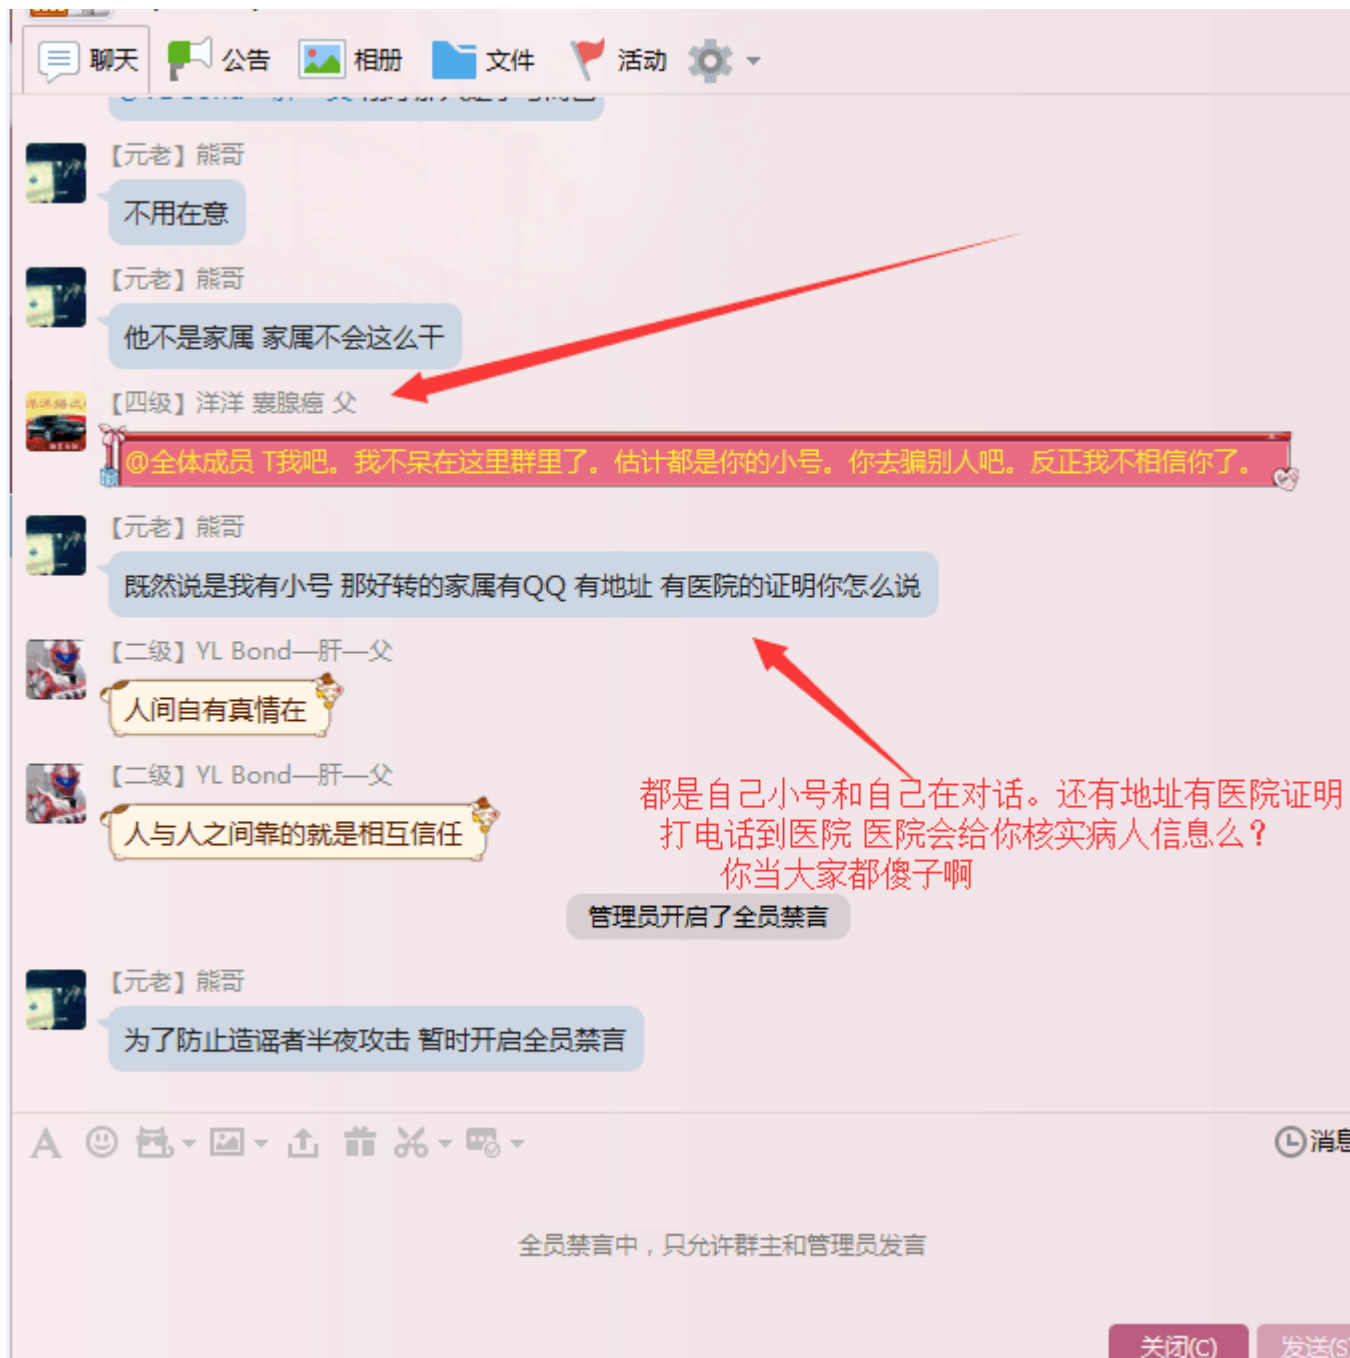 聊天 公告 相册 文件 活动
【元老】熊哥
不用在意
【元老】熊哥
他不是家属 家属不会这么干
【四级】洋洋 囊腺癌 父
@全体成员 T我吧。我不呆在这里群里了。估计都是你的小号。你去骗别人吧。反正我不相信你了。
【元老】熊哥
既然说是我有小号 那好转的家属有QQ 有地址 有医院的证明你怎么说
【二级】YL Bond—肝—父
人间自有真情在
【二级】YL Bond—肝—父
人与人之间靠的就是相互信任
都是自己小号和自己在对话。还有地址有医院证明
打电话到医院 医院会给你核实病人信息么？
你当大家都傻子啊
管理员开启了全员禁言
【元老】熊哥
为了防止造谣者半夜攻击 暂时开启全员禁言
消息
全员禁言中，只允许群主和管理员发言
关闭(C) 发送(S